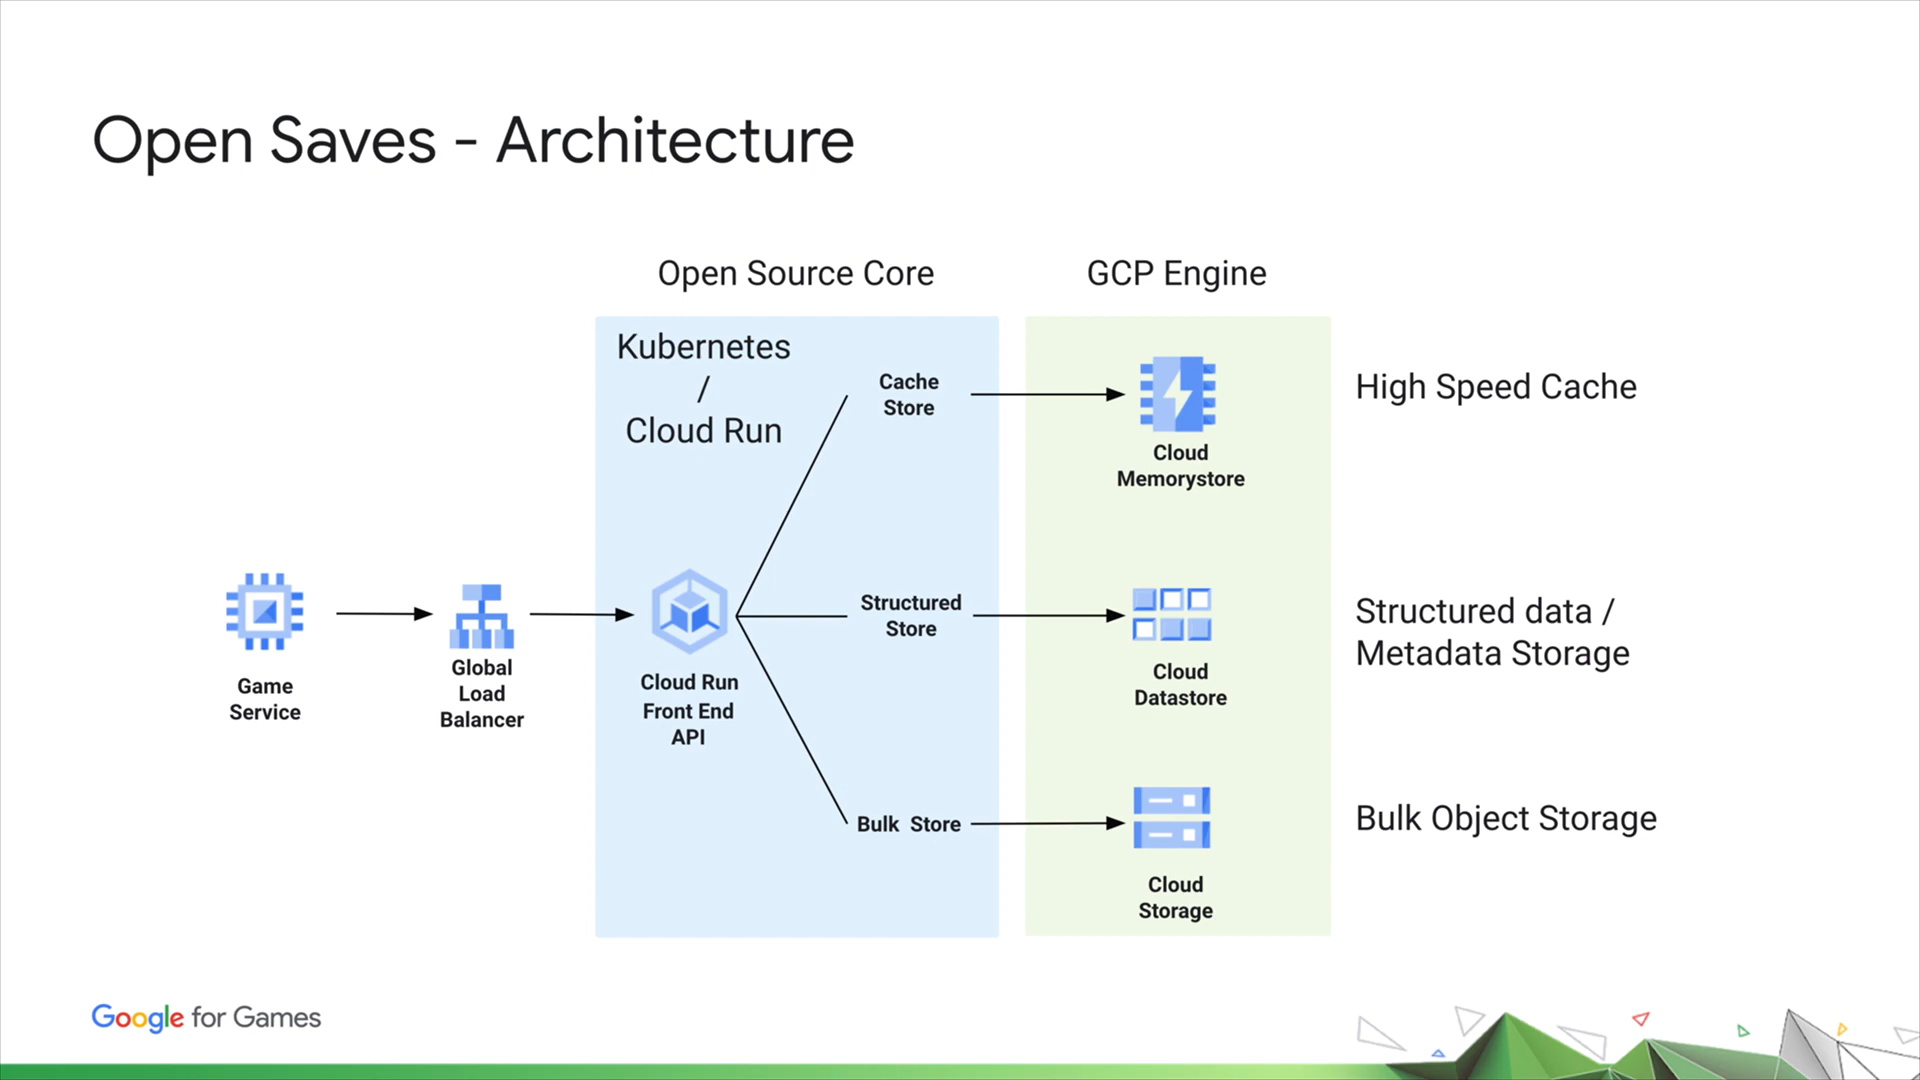 Open Saves - Architecture
Open Source Core
GCP Engine
Kubernetes
/
Cloud Run
Cache
Store
Cloud
Memorystore
High Speed Cache
Game
Service
Global
Load
Balancer
Cloud Run
Front End
API
Structured
Store
Cloud
Datastore
Structured data /
Metadata Storage
Bulk Store
Cloud
Storage
Bulk Object Storage
Google for Games